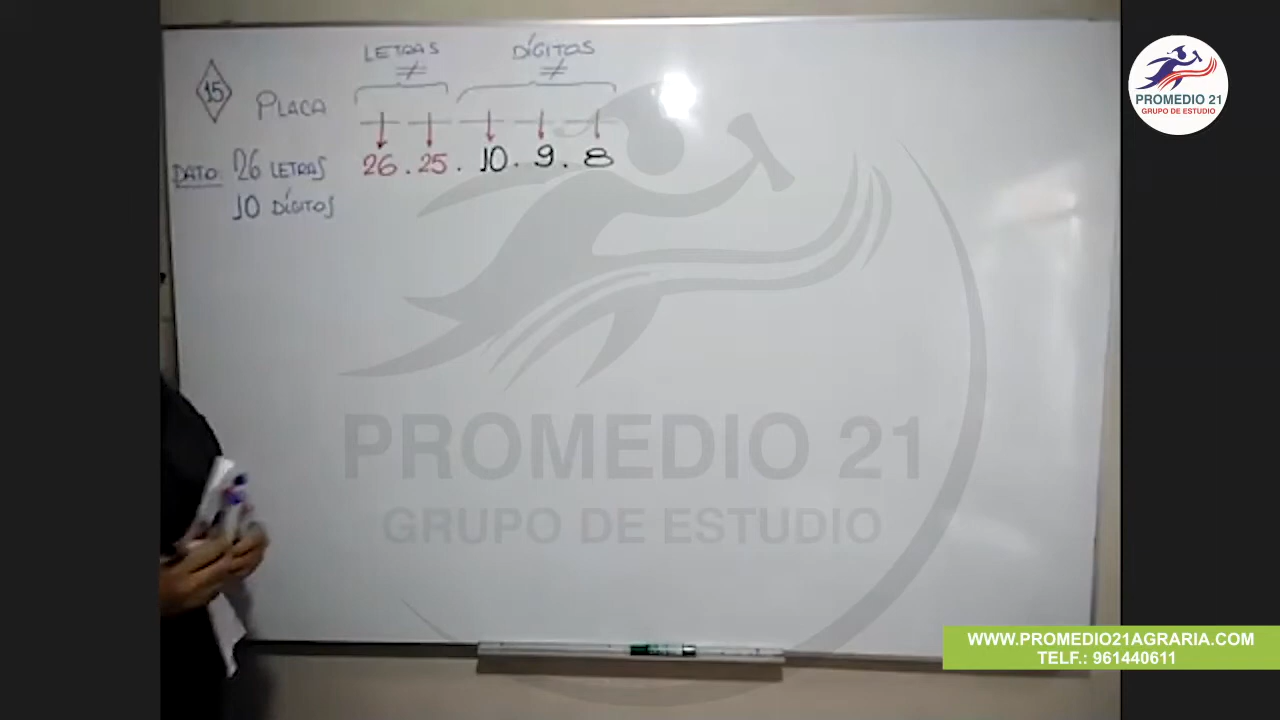 LETRAS DÍGITOS
≠ ≠
15 PLACA
DATO: 26 LETRAS 26 . 25 . 10 . 9 . 8
10 DÍGITOS
PROMEDIO 21
GRUPO DE ESTUDIO
PROMEDIO 21
GRUPO DE ESTUDIO
WWW.PROMEDIO21AGRARIA.COM
TELF.: 961440611